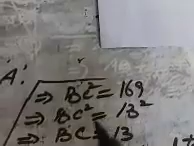 A:
⇒ BC² = 169
⇒ BC² = 13²
⇒ BC = 13